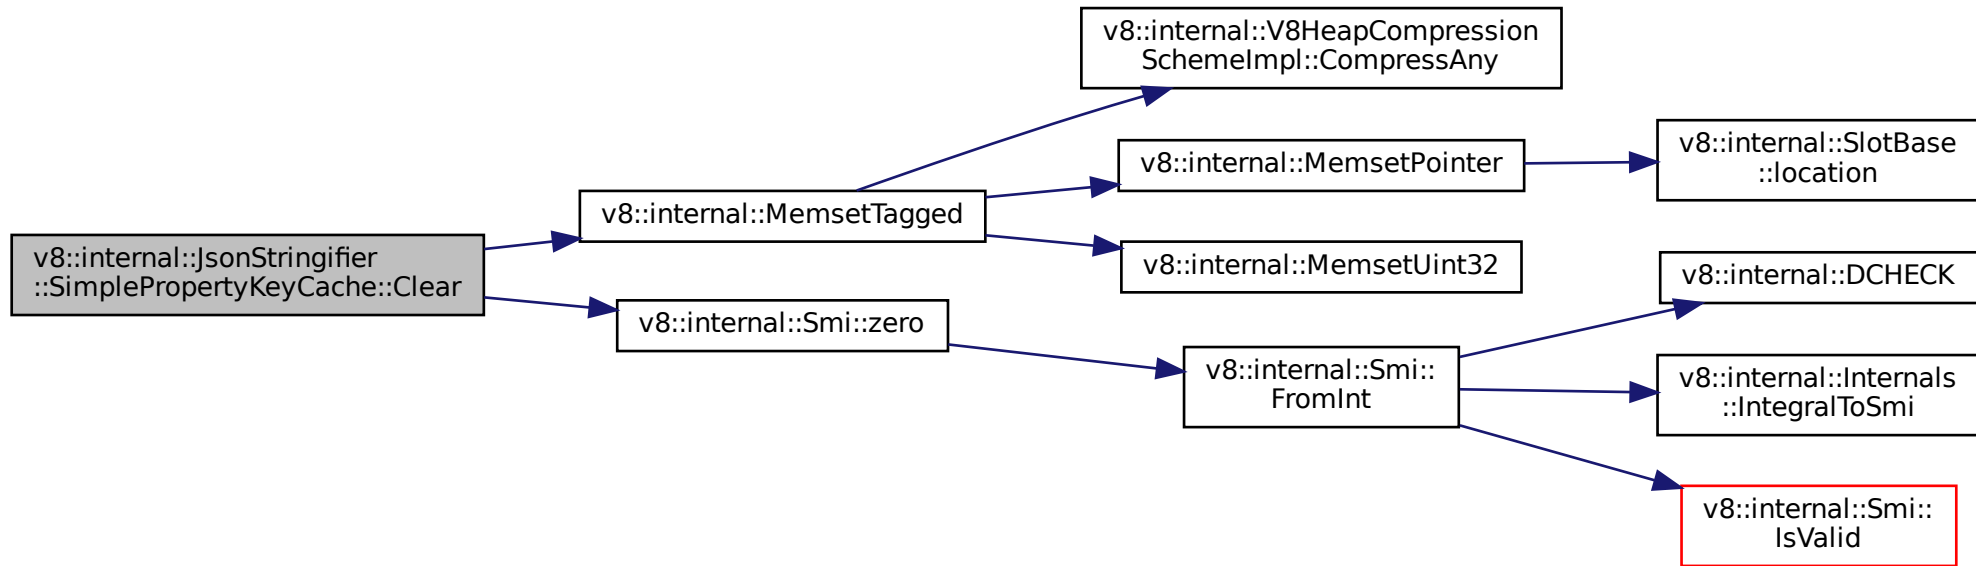 v8::internal::JsonStringifier
::SimplePropertyKeyCache::Clear
v8::internal::MemsetTagged
v8::internal::Smi::zero
v8::internal::V8HeapCompression
SchemeImpl::CompressAny
v8::internal::MemsetPointer
v8::internal::MemsetUint32
v8::internal::Smi::
FromInt
v8::internal::SlotBase
::location
v8::internal::DCHECK
v8::internal::Internals
::IntegralToSmi
v8::internal::Smi::
IsValid